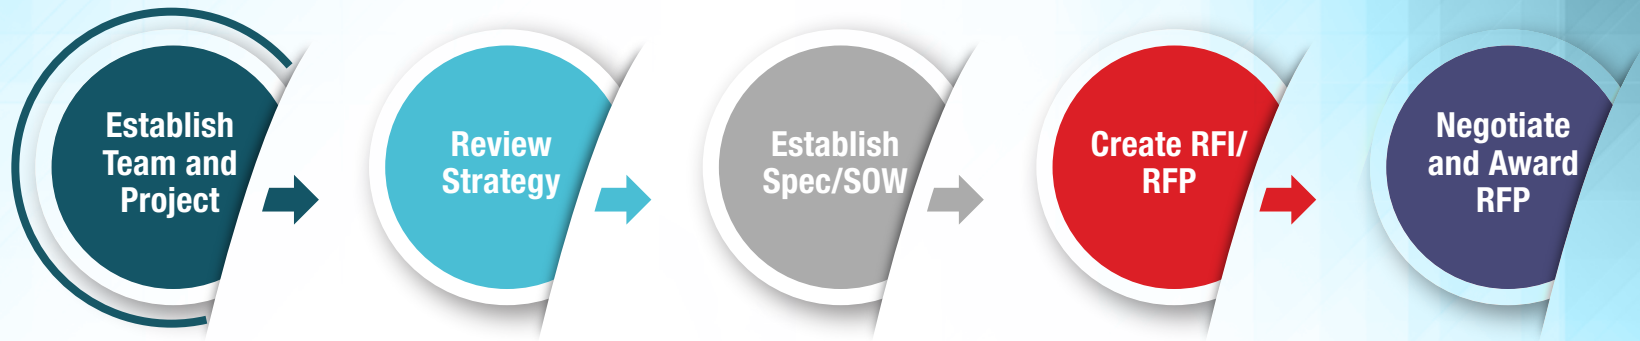 Establish
Team and
Project
Review
Strategy
Establish
Spec/SOW
Create RFI/
RFP
Negotiate
and Award
RFP